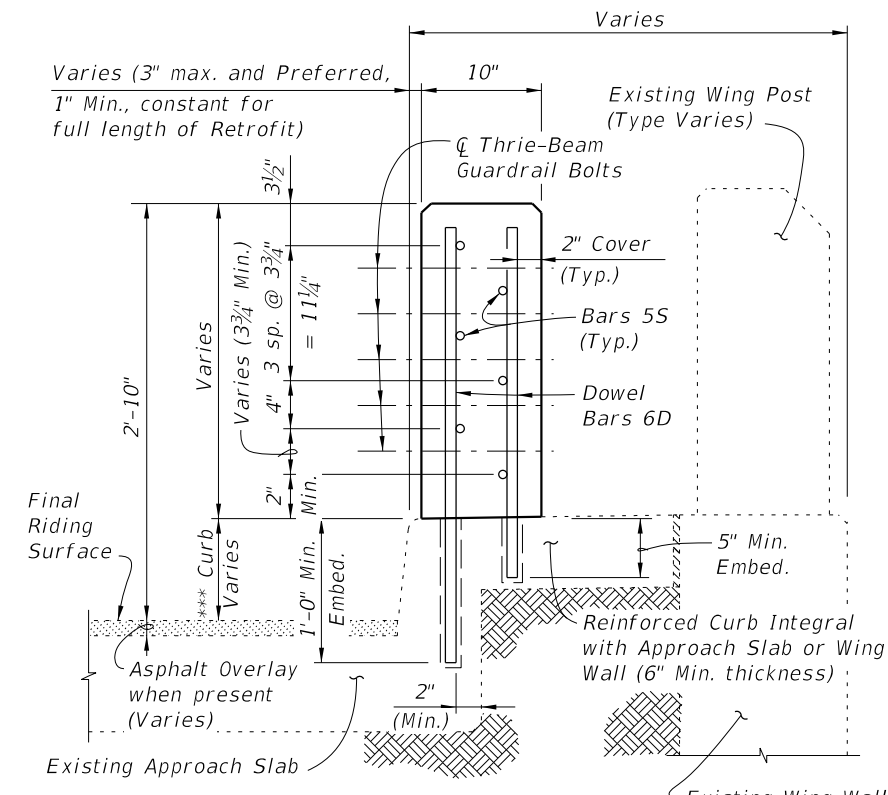 Varies
Varies (3" max. and Preferred,
1" Min., constant for
full length of Retrofit)
10"
Existing Wing Post
(Type Varies)
℄ Thrie-Beam
Guardrail Bolts
3½"
2" Cover
(Typ.)
Varies (3¾" Min.)
3 sp. @ 3¾"
= 11¼"
Varies
2'-10"
Bars 5S
(Typ.)
4"
Dowel
Bars 6D
2" Min.
Final
Riding
Surface
*** Curb
Varies
1'-0" Min.
Embed.
5" Min.
Embed.
Reinforced Curb Integral
with Approach Slab or Wing
Wall (6" Min. thickness)
Asphalt Overlay
when present
(Varies)
2"
(Min.)
Existing Approach Slab
Existing Wing Wall